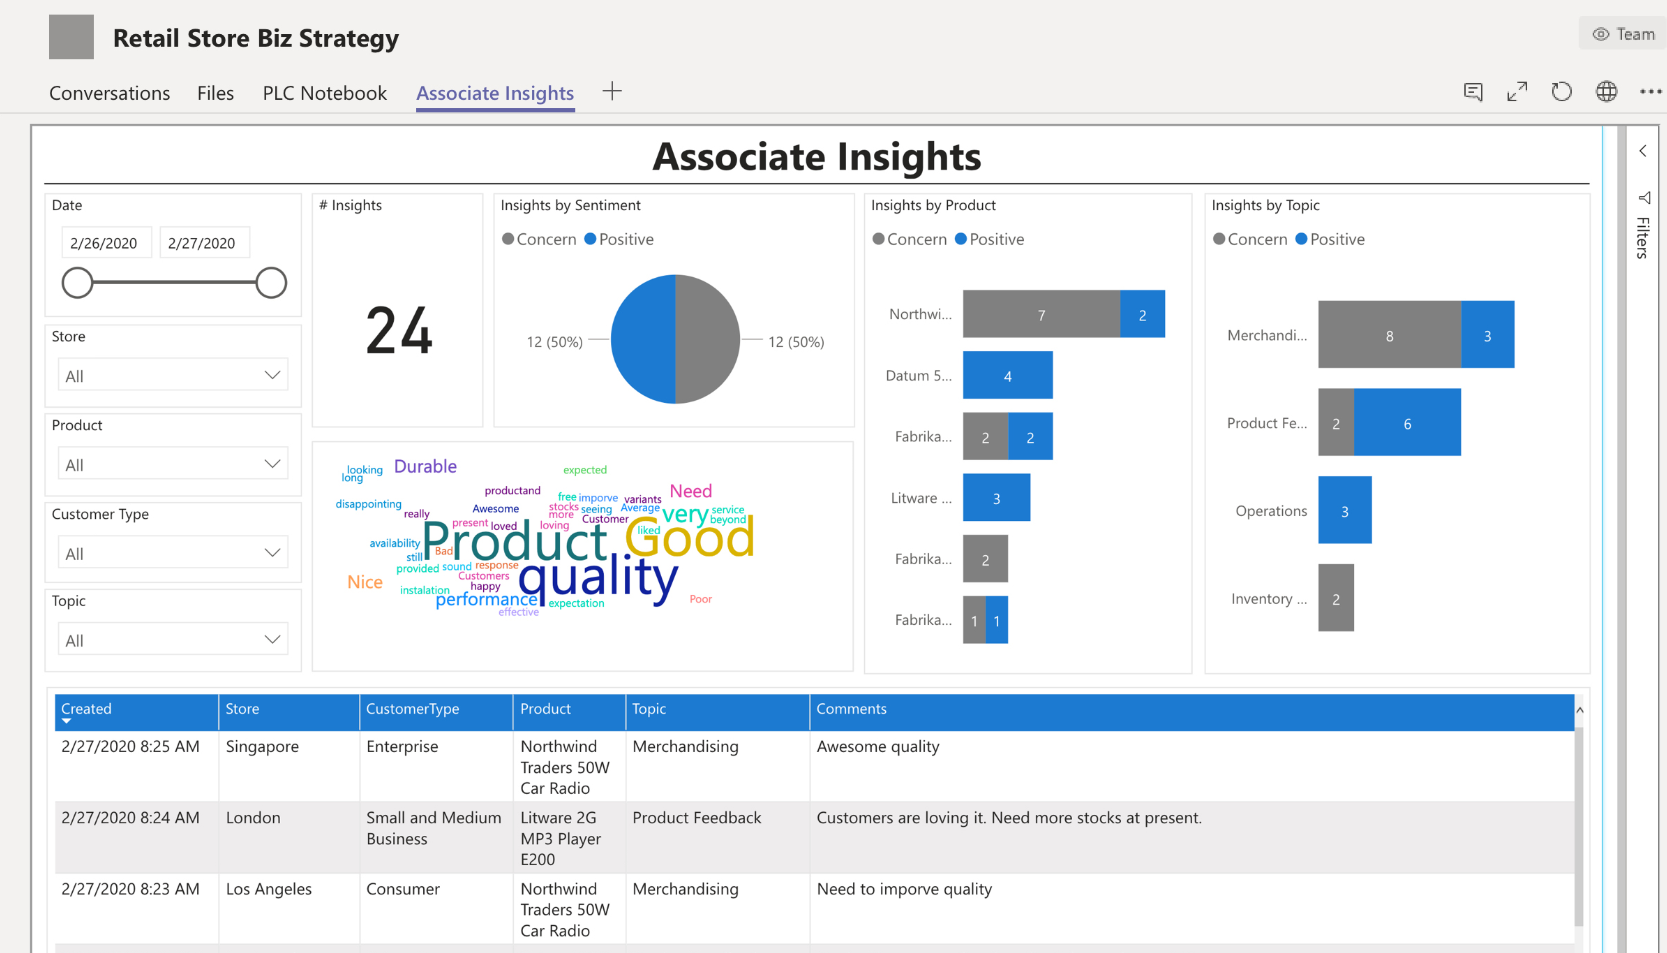 Retail Store Biz Strategy
Team
Conversations Files PLC Notebook Associate Insights
Associate Insights
Filters
Date
2/26/2020 2/27/2020
Store
All
Product
All
Customer Type
All
Topic
All
# Insights
24
Insights by Sentiment
Concern Positive
12 (50%) 12 (50%)
looking
long
Durable
expected
disappointing
productand
free
imporve
variants
Need
really
Awesome
stocks
seeing
Average
very
service
more
Customer
beyond
present
loved
loving
liked
availability
Product
Good
still
Bad
provided
sound
response
Customers
quality
Nice
instalation
happy
performance
expectation
Poor
effective
Insights by Product
Concern Positive
Northwi... 7 2
Datum 5... 4
Fabrika... 2 2
Litware ... 3
Fabrika... 2
Fabrika... 1 1
Insights by Topic
Concern Positive
Merchandi... 8 3
Product Fe... 2 6
Operations 3
Inventory ... 2
Created Store CustomerType Product Topic Comments
2/27/2020 8:25 AM Singapore Enterprise Northwind Merchandising Awesome quality
Traders 50W
Car Radio
2/27/2020 8:24 AM London Small and Medium Litware 2G Product Feedback Customers are loving it. Need more stocks at present.
Business MP3 Player
E200
2/27/2020 8:23 AM Los Angeles Consumer Northwind Merchandising Need to imporve quality
Traders 50W
Car Radio